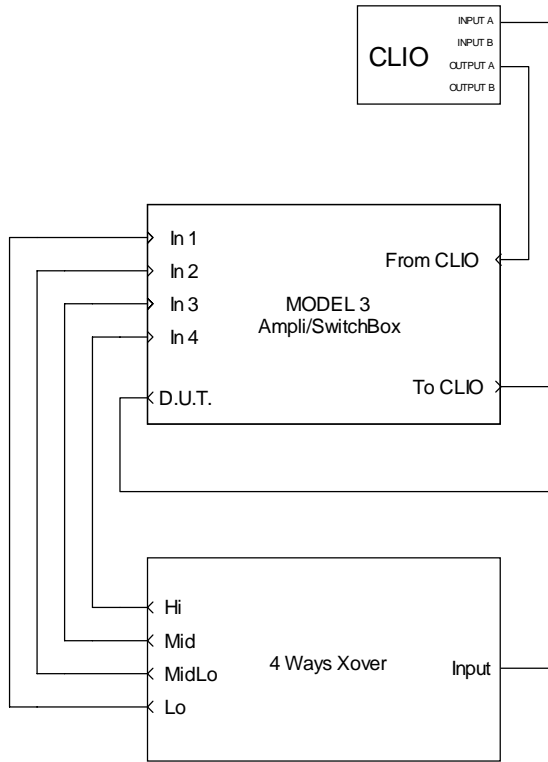 CLIO
INPUT A
INPUT B
OUTPUT A
OUTPUT B
In 1
In 2
In 3
In 4
D.U.T.
MODEL 3
Ampli/SwitchBox
From CLIO
To CLIO
Hi
Mid
MidLo
Lo
4 Ways Xover
Input